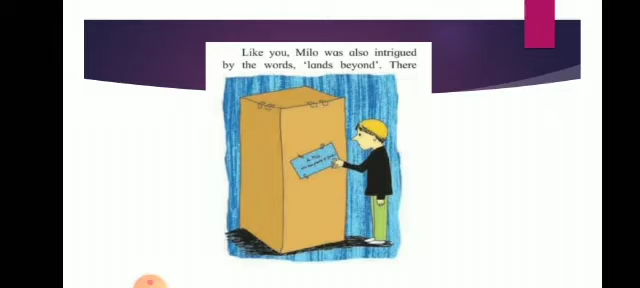 Like you, Milo was also intrigued
by the words, ‘lands beyond’. There